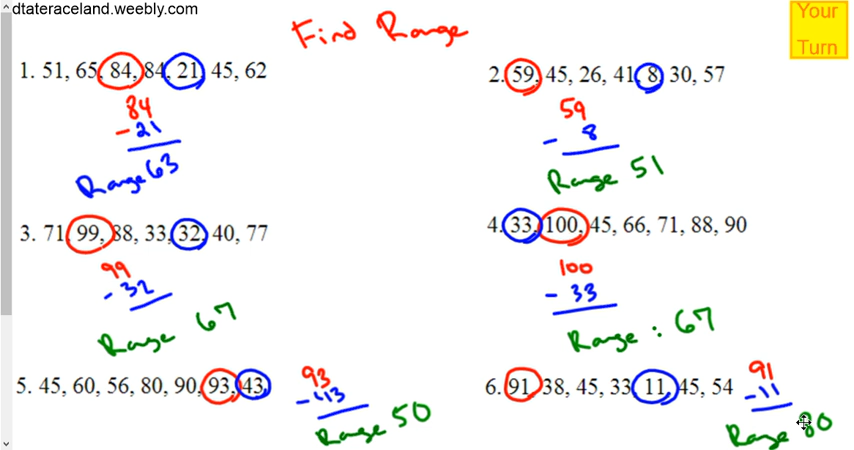 dtateraceland.weebly.com
Find Range
Your
Turn
1. 51, 65, 84, 84, 21, 45, 62
84
- 21
Range 63
2. 59, 45, 26, 41, 8, 30, 57
59
- 8
Range 51
3. 71, 99, 38, 33, 32, 40, 77
99
- 32
Range 67
4. 33, 100, 45, 66, 71, 88, 90
100
- 33
Range : 67
5. 45, 60, 56, 80, 90, 93, 43
93
- 43
Range 50
6. 91, 38, 45, 33, 11, 45, 54
91
- 11
Range 80